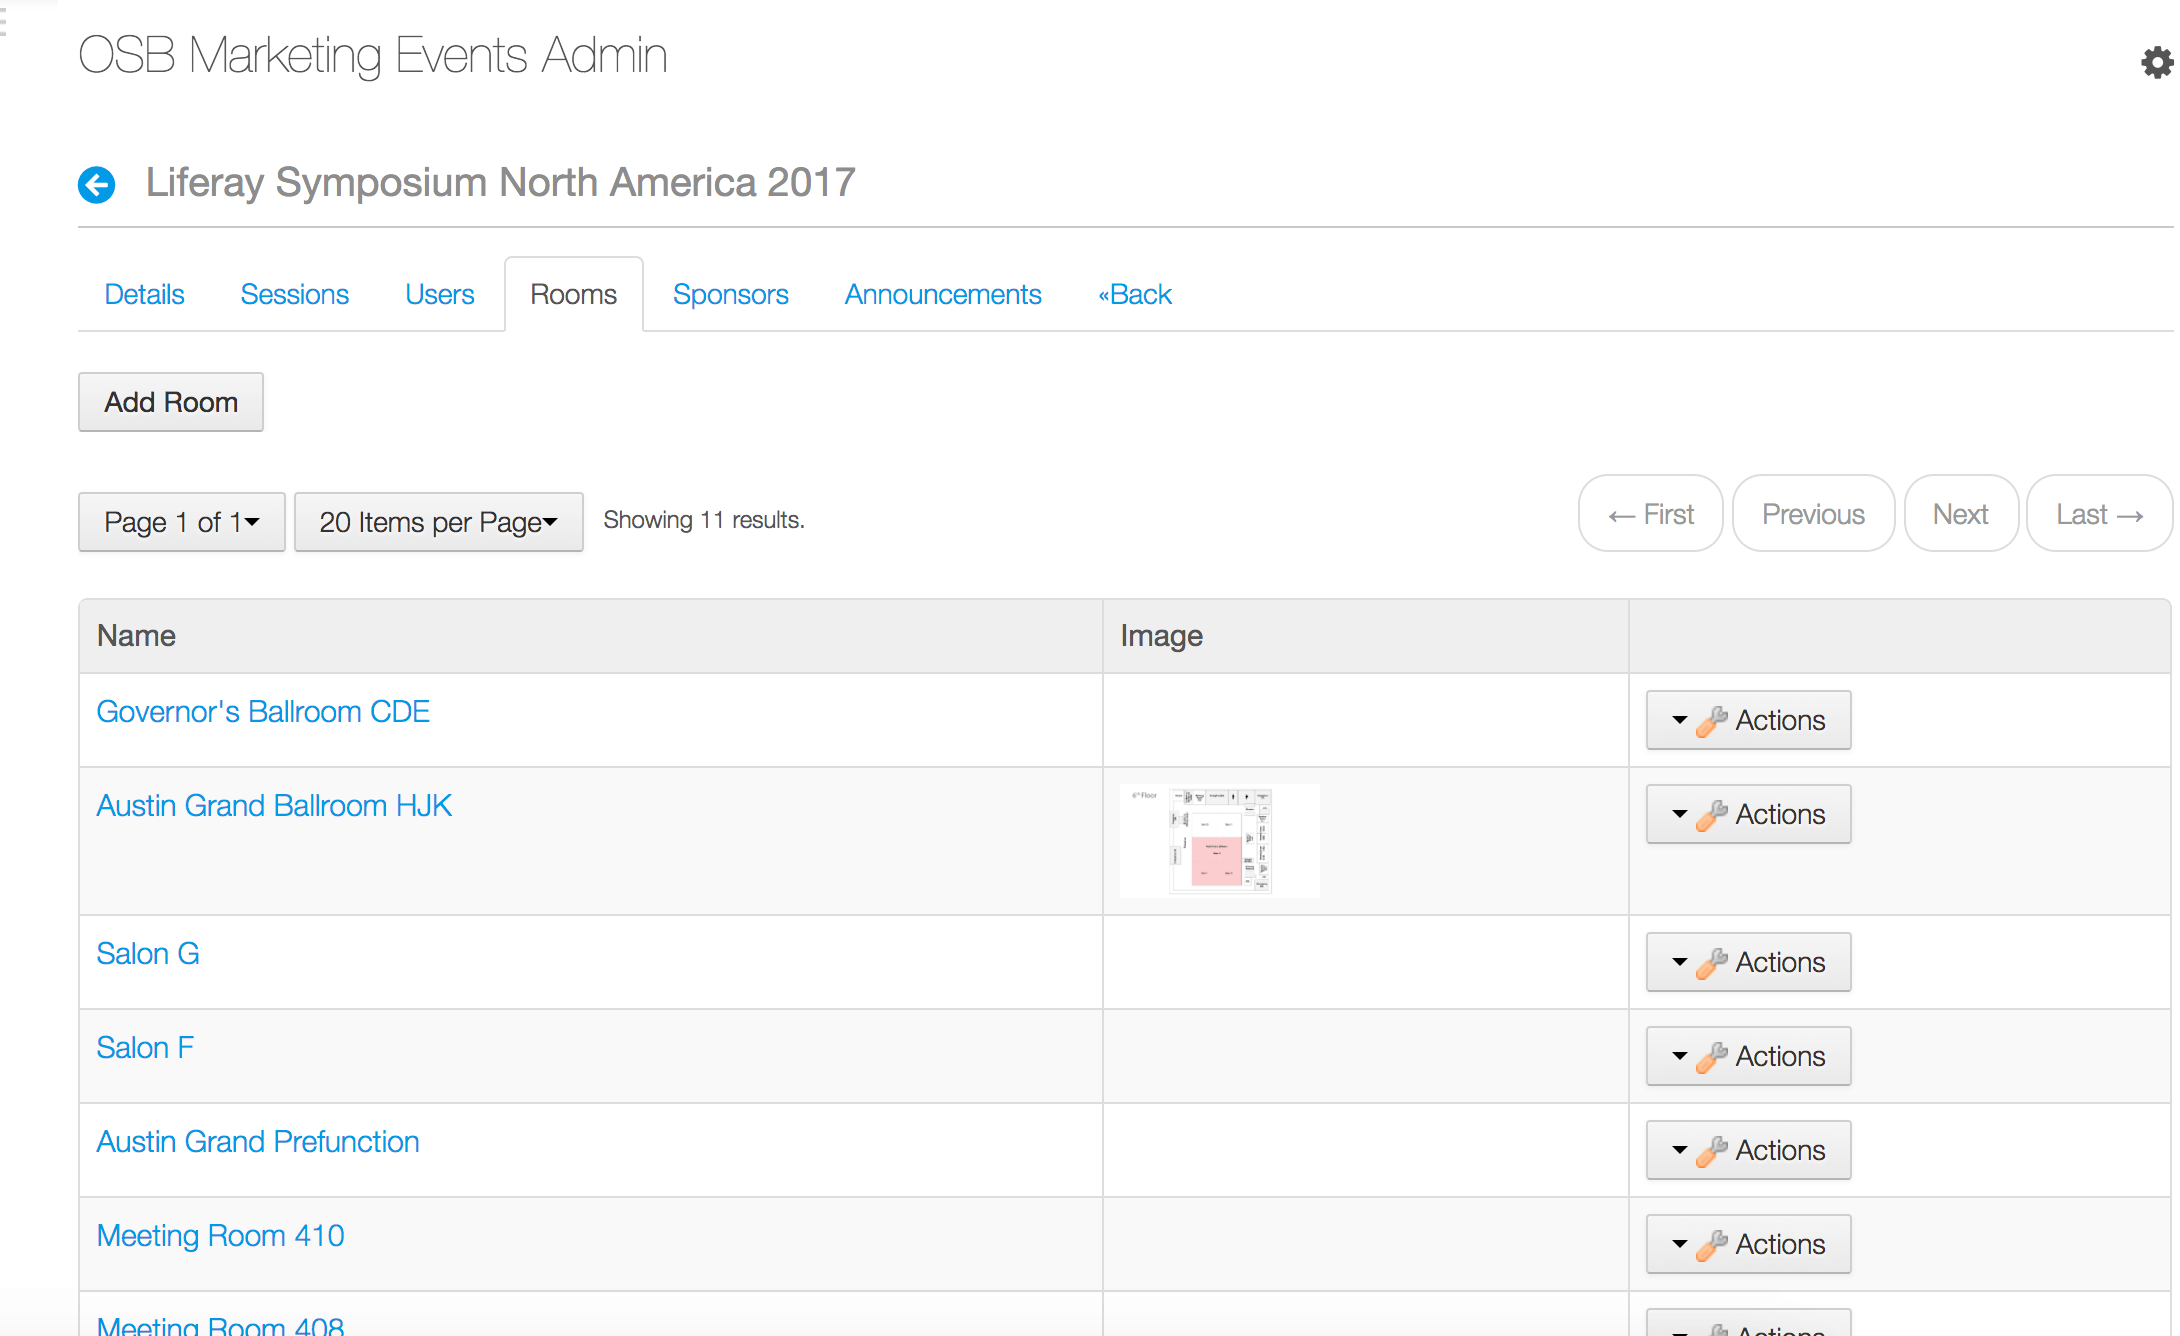 OSB Marketing Events Admin
Liferay Symposium North America 2017
Details Sessions Users Rooms Sponsors Announcements «Back
Add Room
Page 1 of 1 20 Items per Page Showing 11 results. ← First Previous Next Last →
Name Image
Governor's Ballroom CDE Actions
Austin Grand Ballroom HJK Actions
6th Floor
Salon G Actions
Salon F Actions
Austin Grand Prefunction Actions
Meeting Room 410 Actions
Meeting Room 408 Actions